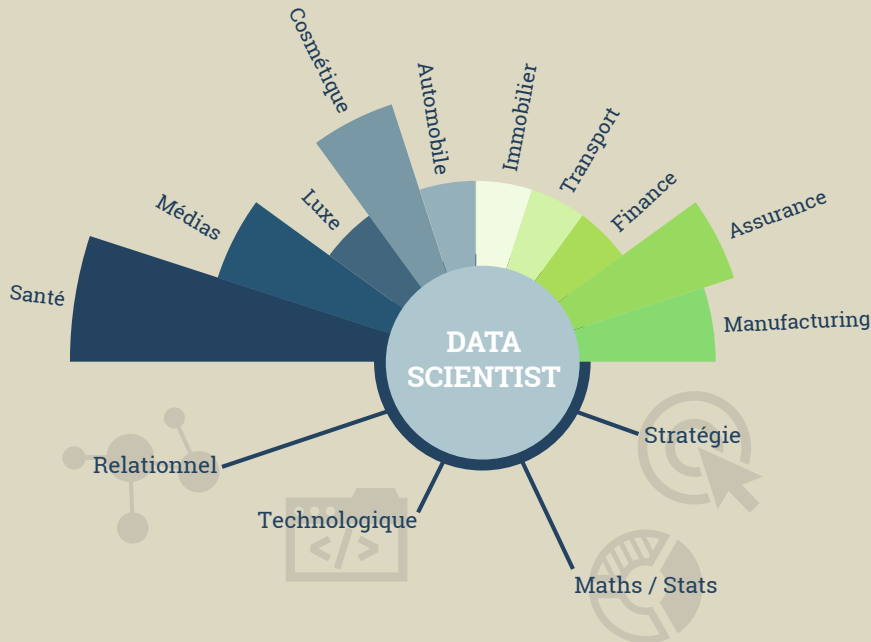 Santé
Médias
Luxe
Cosmétique
Automobile
Immobilier
Transport
Finance
Assurance
Manufacturing
DATA
SCIENTIST
Relationnel
Technologique
Maths / Stats
Stratégie